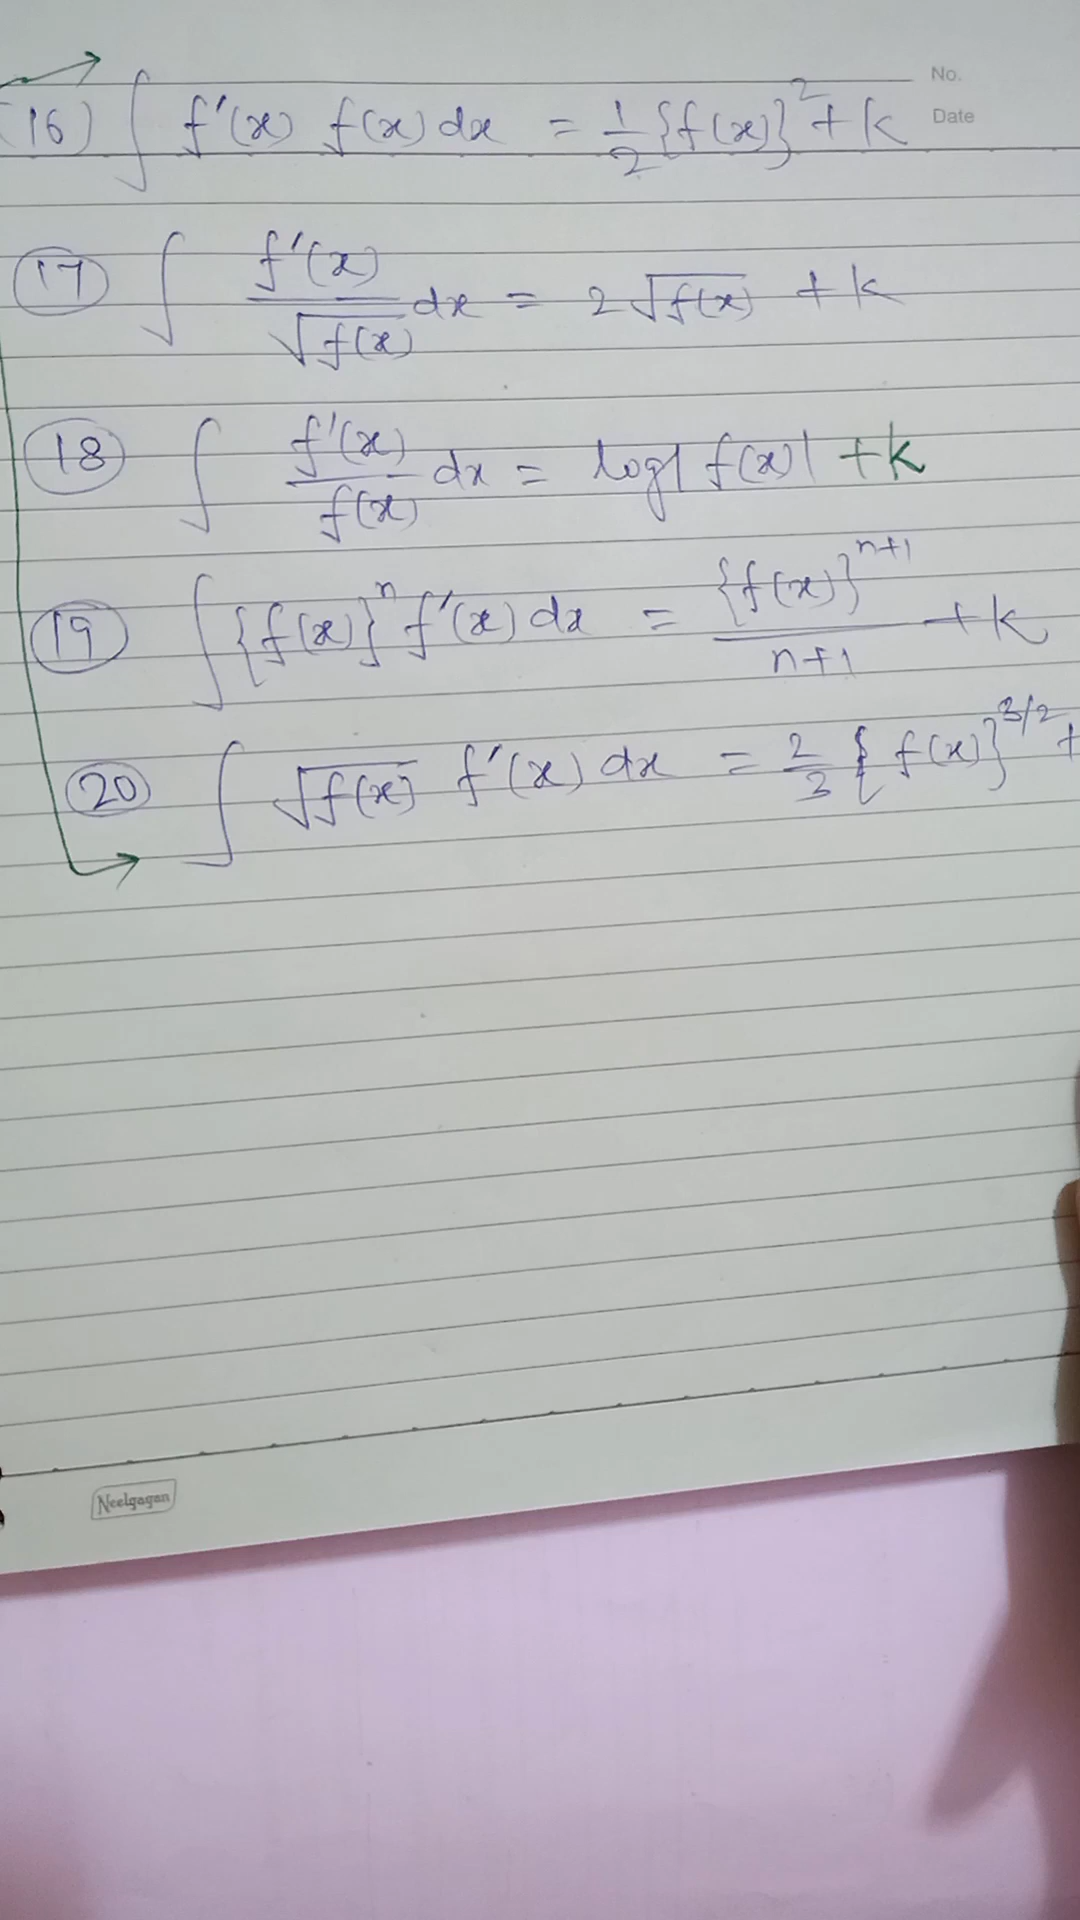 No.
Date
16) ∫ f'(x) f(x) dx = 1/2 {f(x)}² + k
(17) ∫ f'(x)/√f(x) dx = 2√f(x) + k
(18) ∫ f'(x)/f(x) dx = log|f(x)| + k
(19) ∫ {f(x)}ⁿ f'(x) dx = {f(x)}ⁿ⁺¹/n+1 + k
(20) ∫ √f(x) f'(x) dx = 2/3 {f(x)}^3/2 +
Neelgagan